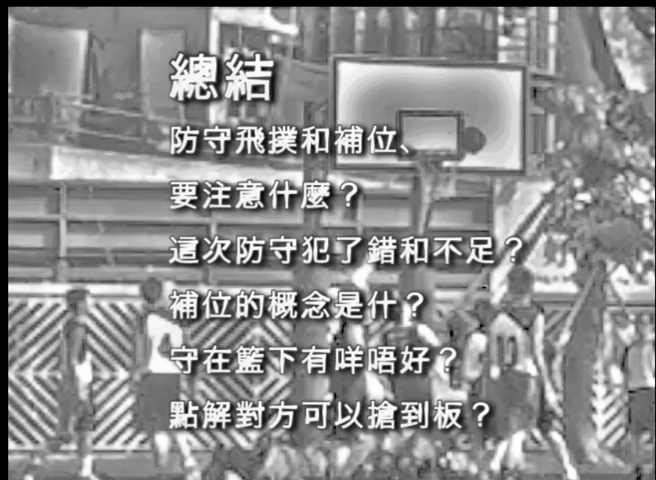 總結
防守飛撲和補位、
要注意什麼？
這次防守犯了錯和不足？
補位的概念是什？
守在籃下有咩唔好？
點解對方可以搶到板？